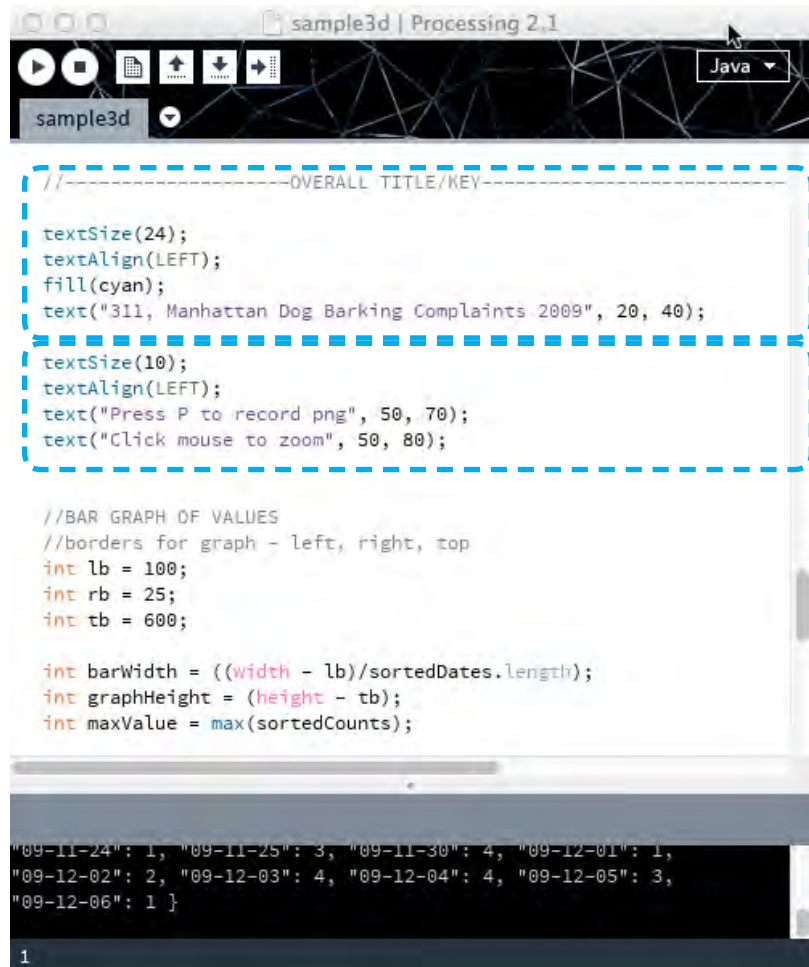 sample3d | Processing 2.1
Java
sample3d
//--------------------OVERALL TITLE/KEY---------------------------
textSize(24);
textAlign(LEFT);
fill(cyan);
text("311, Manhattan Dog Barking Complaints 2009", 20, 40);
textSize(10);
textAlign(LEFT);
text("Press P to record png", 50, 70);
text("Click mouse to zoom", 50, 80);
//BAR GRAPH OF VALUES
//borders for graph - left, right, top
int lb = 100;
int rb = 25;
int tb = 600;
int barWidth = ((width - lb)/sortedDates.length);
int graphHeight = (height - tb);
int maxValue = max(sortedCounts);
"09-11-24": 1, "09-11-25": 3, "09-11-30": 4, "09-12-01": 1,
"09-12-02": 2, "09-12-03": 4, "09-12-04": 4, "09-12-05": 3,
"09-12-06": 1 }
1